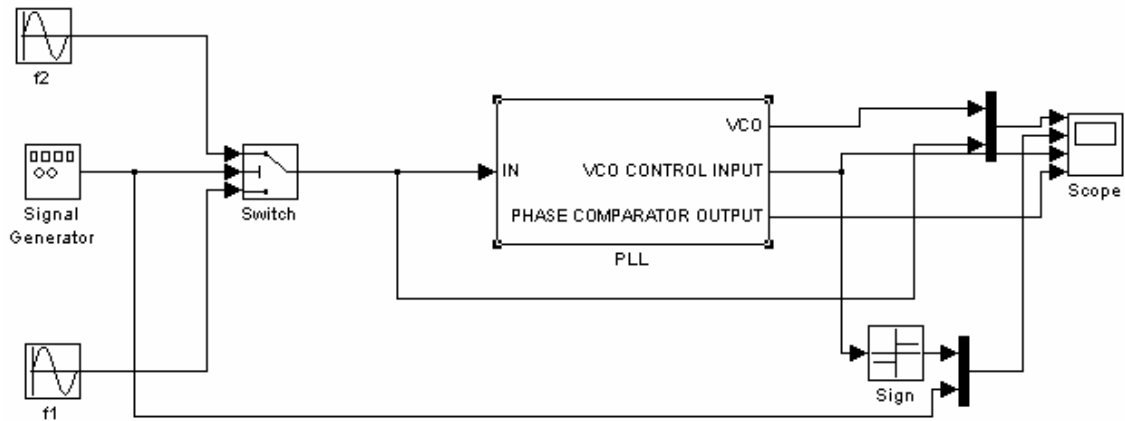 f2
Signal
Generator
Switch
f1
IN
VCO
VCO CONTROL INPUT
PHASE COMPARATOR OUTPUT
PLL
Sign
Scope